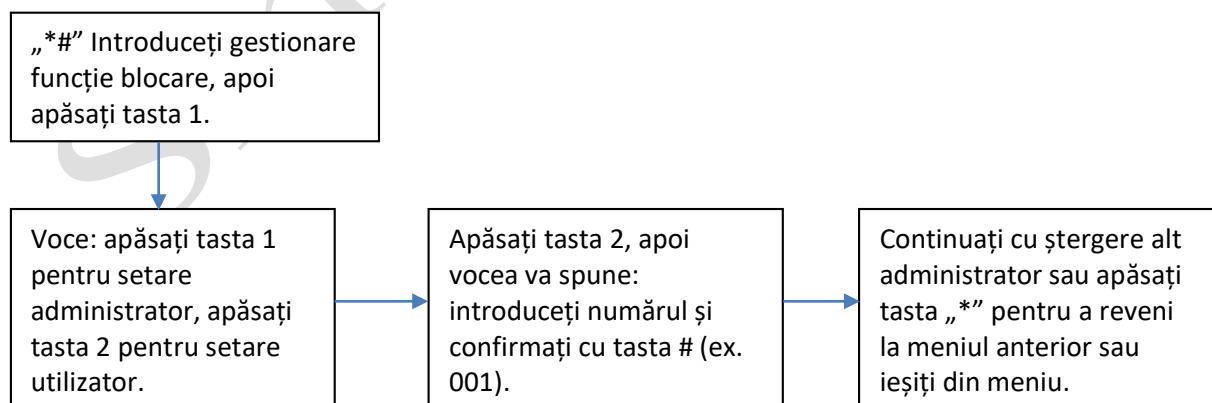 „*#” Introduceți gestionare
funcție blocare, apoi
apăsați tasta 1.
Voce: apăsați tasta 1
pentru setare
administrator, apăsați
tasta 2 pentru setare
utilizator.
Apăsați tasta 2, apoi
vocea va spune:
introduceți numărul și
confirmați cu tasta # (ex.
001).
Continuați cu ștergere alt
administrator sau apăsați
tasta „*” pentru a reveni
la meniul anterior sau
ieșiți din meniu.